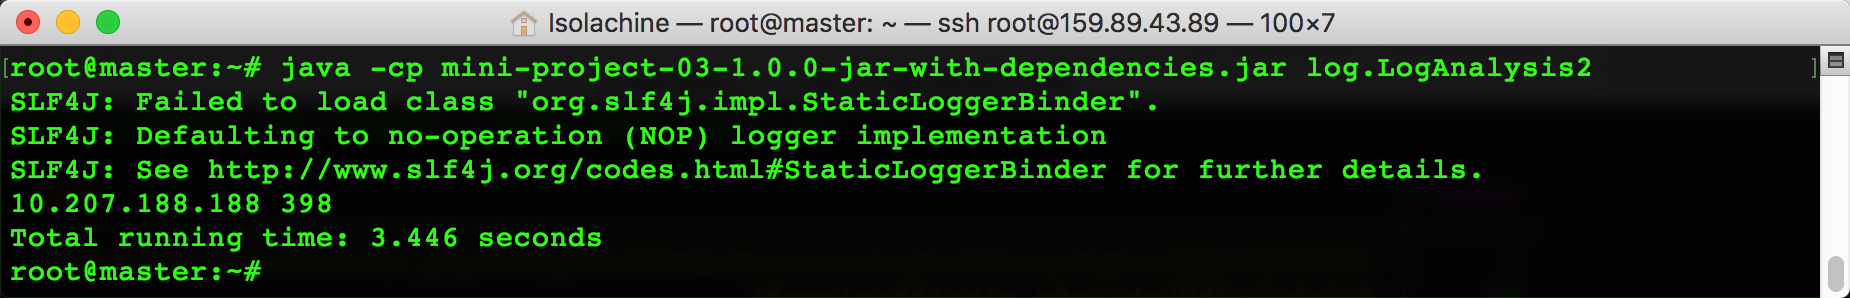 Isolachine — root@master: ~ — ssh root@159.89.43.89 — 100×7
[root@master:~# java -cp mini-project-03-1.0.0-jar-with-dependencies.jar log.LogAnalysis2 ]
SLF4J: Failed to load class "org.slf4j.impl.StaticLoggerBinder".
SLF4J: Defaulting to no-operation (NOP) logger implementation
SLF4J: See http://www.slf4j.org/codes.html#StaticLoggerBinder for further details.
10.207.188.188 398
Total running time: 3.446 seconds
root@master:~#